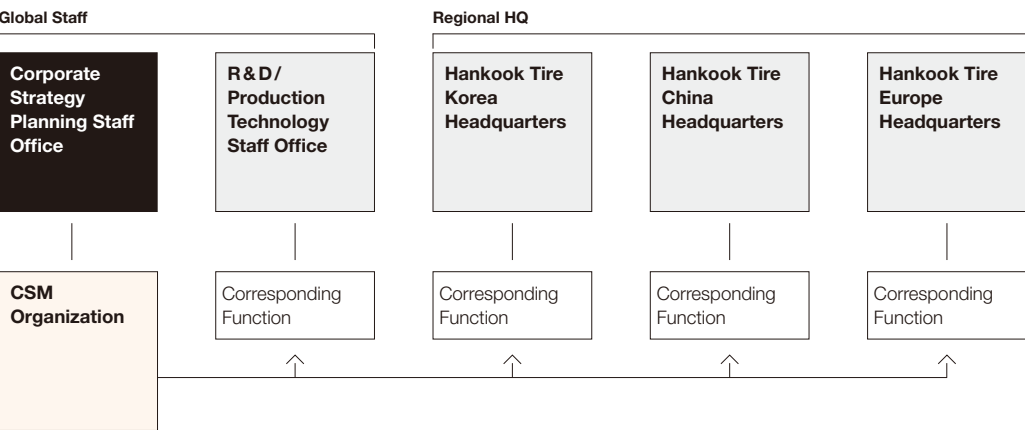 Global Staff
Regional HQ
Corporate
Strategy
Planning Staff
Office
R&D/
Production
Technology
Staff Office
Hankook Tire
Korea
Headquarters
Hankook Tire
China
Headquarters
Hankook Tire
Europe
Headquarters
CSM
Organization
Corresponding
Function
Corresponding
Function
Corresponding
Function
Corresponding
Function